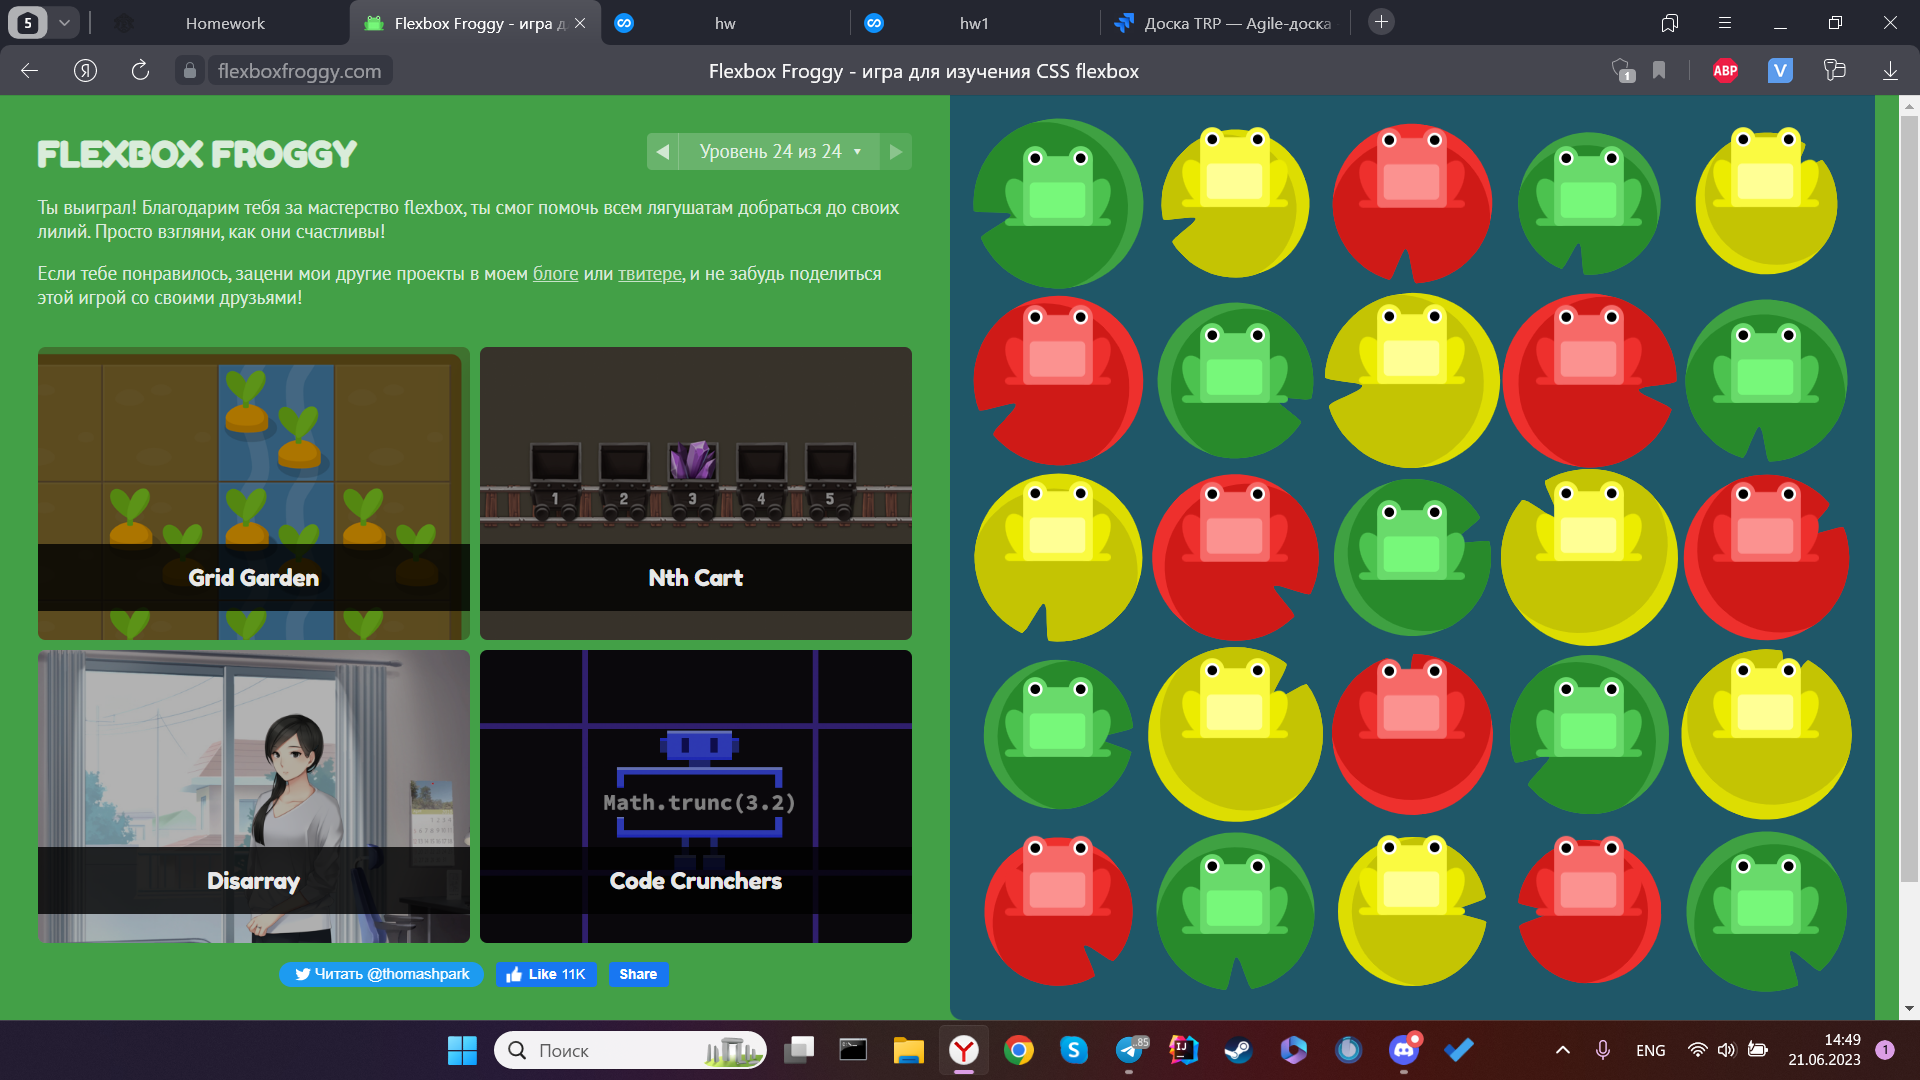 5
Homework
Flexbox Froggy - игра д
hw
hw1
Доска TRP — Agile-доска
Я
flexboxfroggy.com
Flexbox Froggy - игра для изучения CSS flexbox
1
ABP
V
FLEXBOX FROGGY
Уровень 24 из 24
Ты выиграл! Благодарим тебя за мастерство flexbox, ты смог помочь всем лягушатам добраться до своих
лилий. Просто взгляни, как они счастливы!
Если тебе понравилось, зацени мои другие проекты в моем блоге или твитере, и не забудь поделиться
этой игрой со своими друзьями!
1 2 3 4 5
Grid Garden
Nth Cart
Math.trunc(3.2)
Disarray
Code Crunchers
Читать @thomashpark
Like 11K
Share
Поиск
Y
S
..85
IJ
ENG
14:49
21.06.2023
1